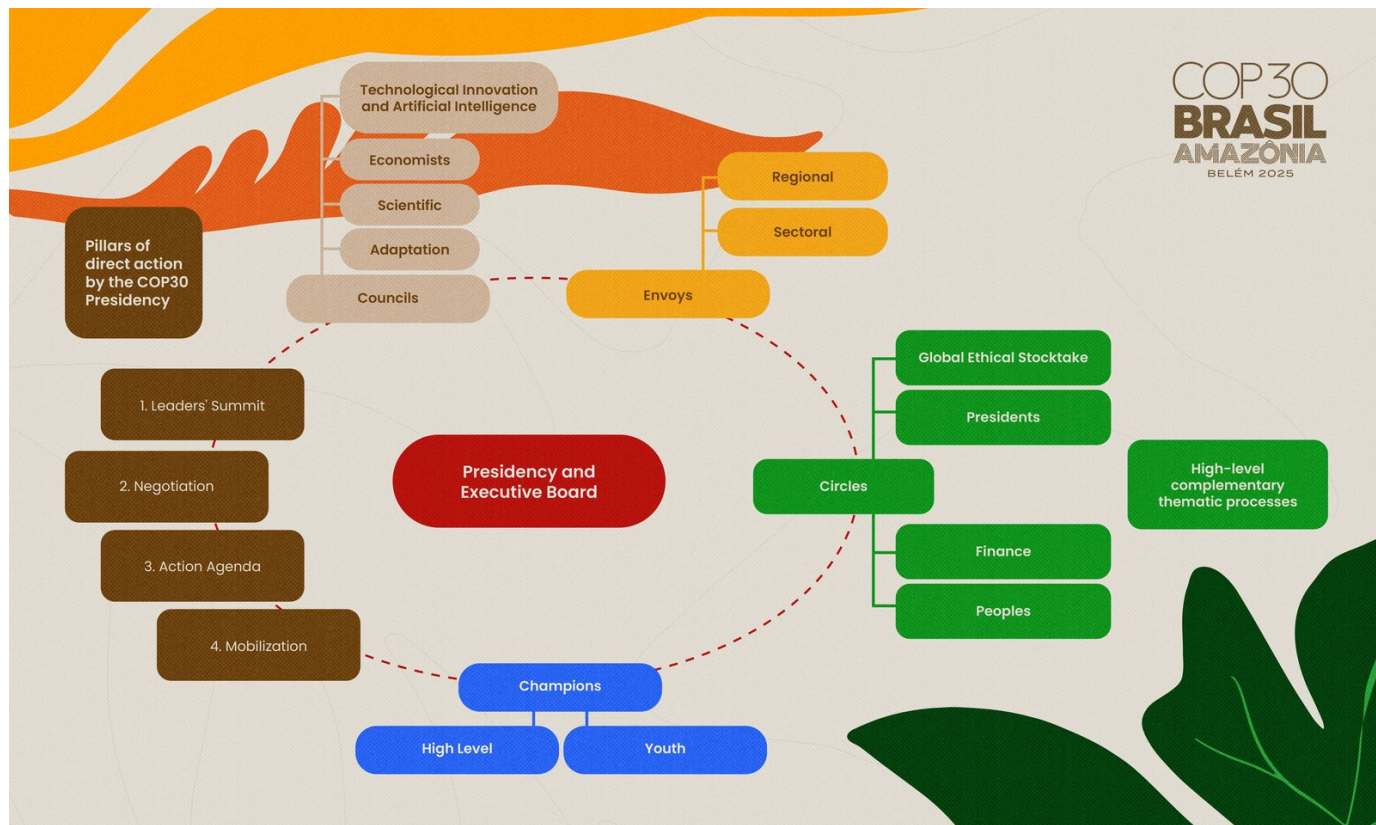 COP30
BRASIL
AMAZÔNIA
BELÉM 2025
Technological Innovation
and Artificial Intelligence
Economists
Scientific
Adaptation
Councils
Regional
Sectoral
Envoys
Pillars of
direct action
by the COP30
Presidency
1. Leaders' Summit
2. Negotiation
3. Action Agenda
4. Mobilization
Presidency and
Executive Board
Global Ethical Stocktake
Presidents
Circles
Finance
Peoples
High-level
complementary
thematic processes
Champions
High Level
Youth